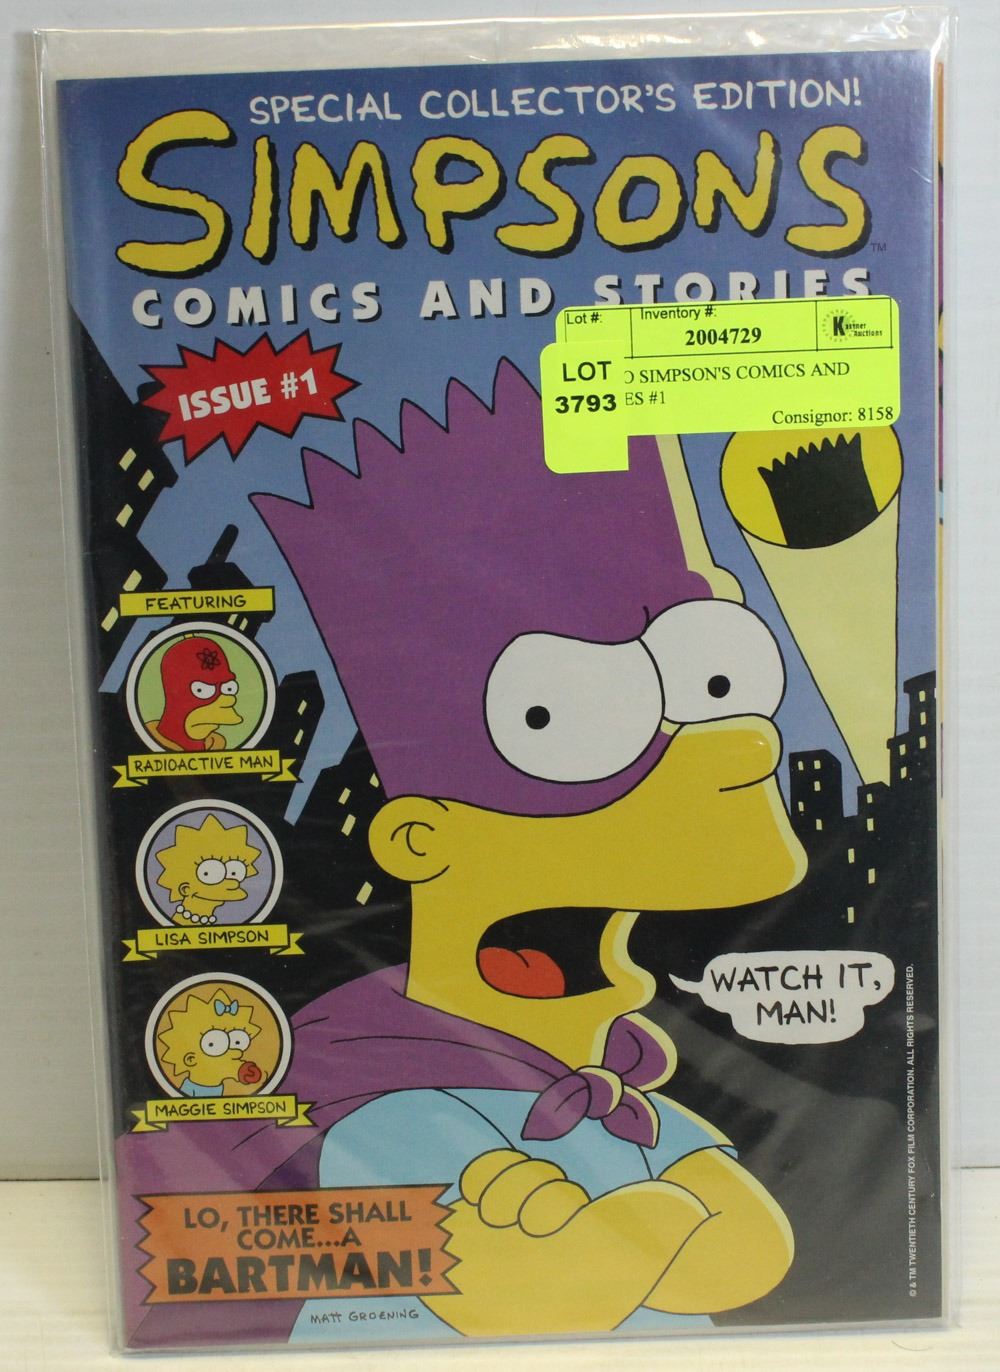 SPECIAL COLLECTOR'S EDITION!
SIMPSONS
TM
COMICS AND STORIES
Lot #:
Inventory #:
2004729
Kastner
Auctions
LOT
3793
O SIMPSON'S COMICS AND
ES #1
Consignor: 8158
ISSUE #1
FEATURING
RADIOACTIVE MAN
LISA SIMPSON
S
MAGGIE SIMPSON
WATCH IT,
MAN!
LO, THERE SHALL
COME...A
BARTMAN!
MATT GROENING
© & TM TWENTIETH CENTURY FOX FILM CORPORATION. ALL RIGHTS RESERVED.